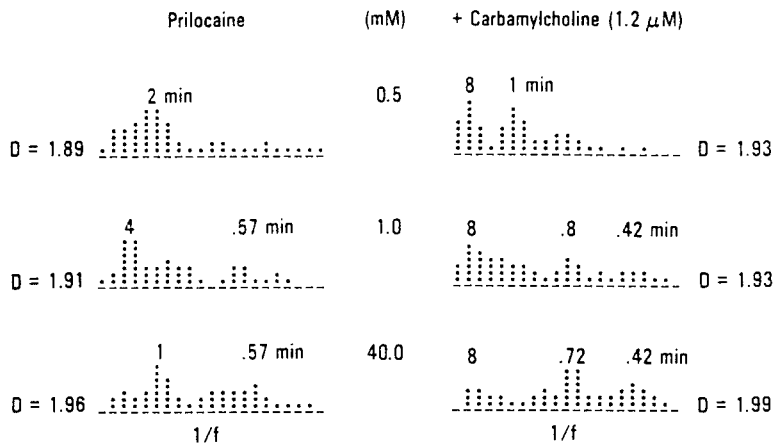 Prilocaine (mM) + Carbamylcholine (1.2 μM)
2 min 0.5 8 1 min
D = 1.89 D = 1.93
4 .57 min 1.0 8 .8 .42 min
D = 1.91 D = 1.93
1 .57 min 40.0 8 .72 .42 min
D = 1.96 D = 1.99
1/f 1/f